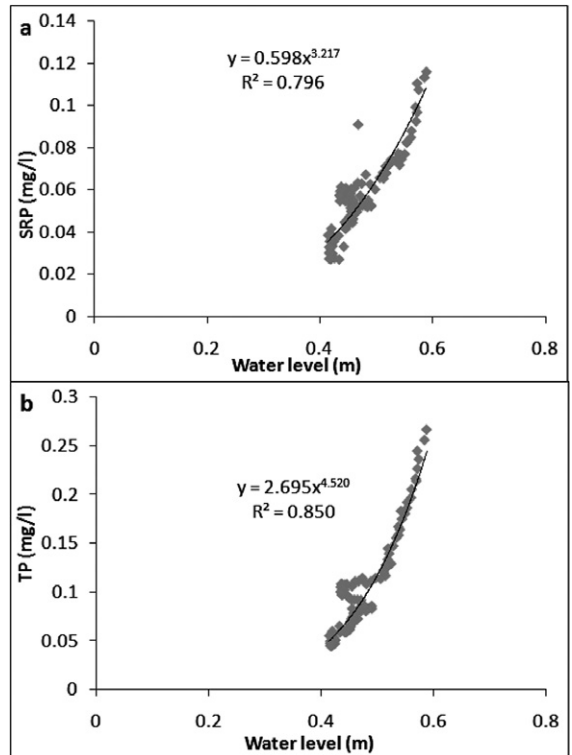 a
0.14
0.12
0.1
0.08
0.06
0.04
0.02
0
SRP (mg/l)
y = 0.598x^3.217
R² = 0.796
0 0.2 0.4 0.6 0.8
Water level (m)
b
0.3
0.25
0.2
0.15
0.1
0.05
0
TP (mg/l)
y = 2.695x^4.520
R² = 0.850
0 0.2 0.4 0.6 0.8
Water level (m)